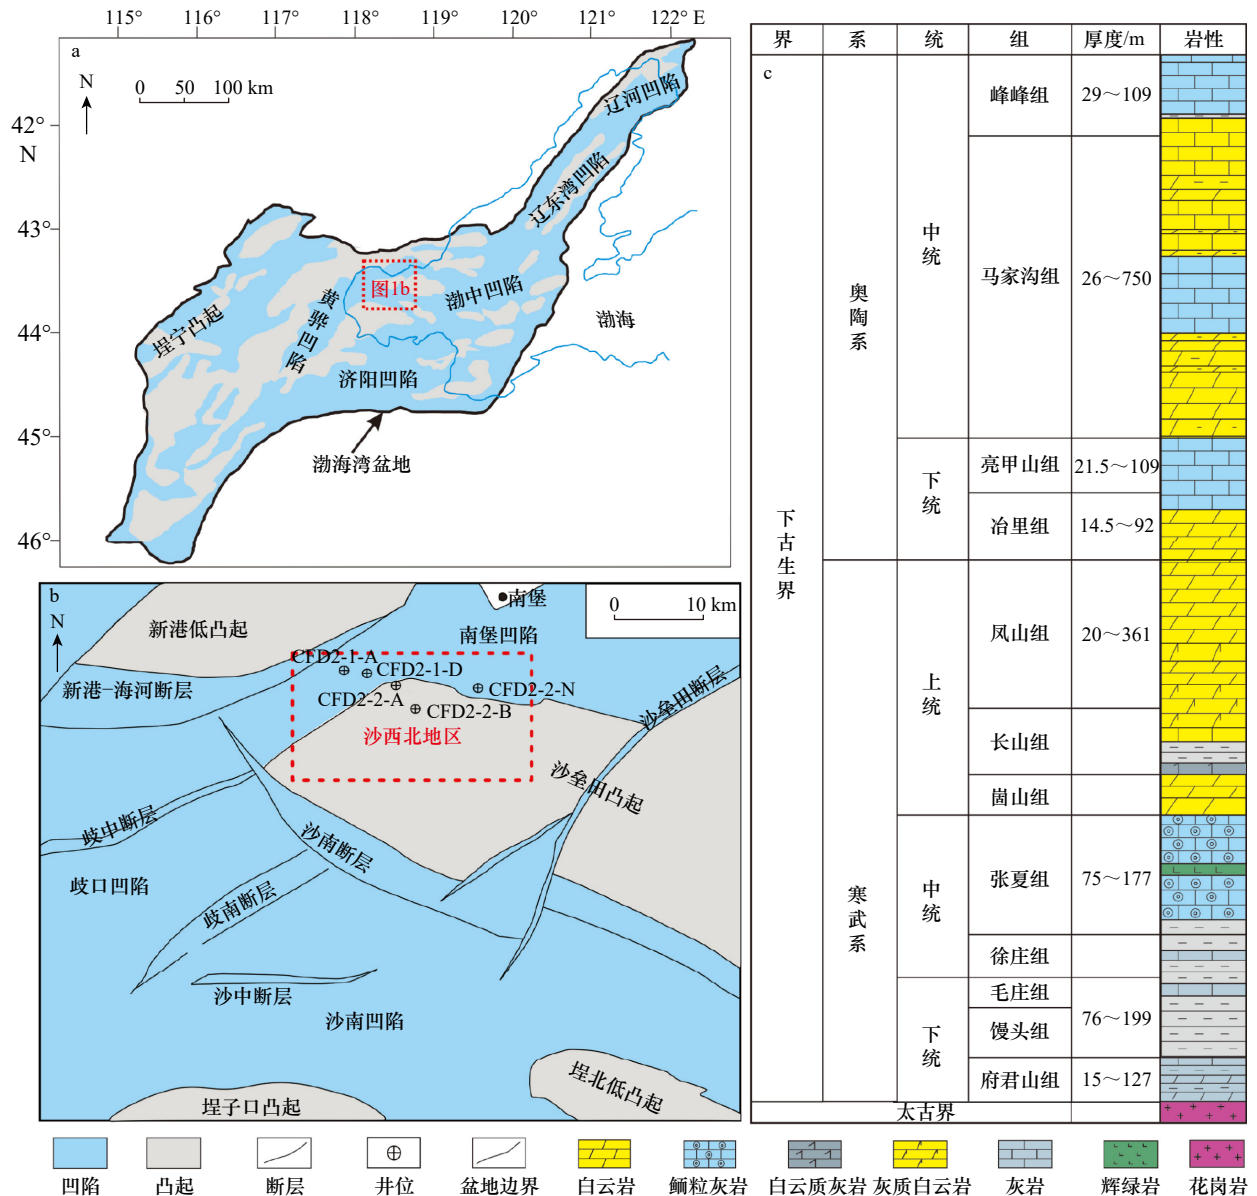 115° 116° 117° 118° 119° 120° 121° 122° E
a
N
0 50 100 km
42°
N
43°
44°
45°
46°
辽河凹陷
辽东湾凹陷
渤中凹陷
图1b
黄骅凹陷
埕宁凸起
济阳凹陷
渤海
渤海湾盆地
b
N
南堡
0 10 km
新港低凸起
南堡凹陷
CFD2-1-A
CFD2-1-D
新港-海河断层
CFD2-2-A
CFD2-2-N
CFD2-2-B
沙西北地区
沙垒田断层
沙垒田凸起
歧中断层
沙南断层
歧口凹陷
歧南断层
沙中断层
沙南凹陷
埕北低凸起
埕子口凸起
界 系 统 组 厚度/m 岩性
c
下古生界
奥陶系
中统
峰峰组 29～109
马家沟组 26～750
下统
亮甲山组 21.5～109
冶里组 14.5～92
寒武系
上统
凤山组 20～361
长山组
崮山组
中统
张夏组 75～177
徐庄组
下统
毛庄组
馒头组 76～199
府君山组 15～127
太古界
凹陷 凸起 断层 井位 盆地边界 白云岩 鲕粒灰岩 白云质灰岩 灰质白云岩 灰岩 辉绿岩 花岗岩